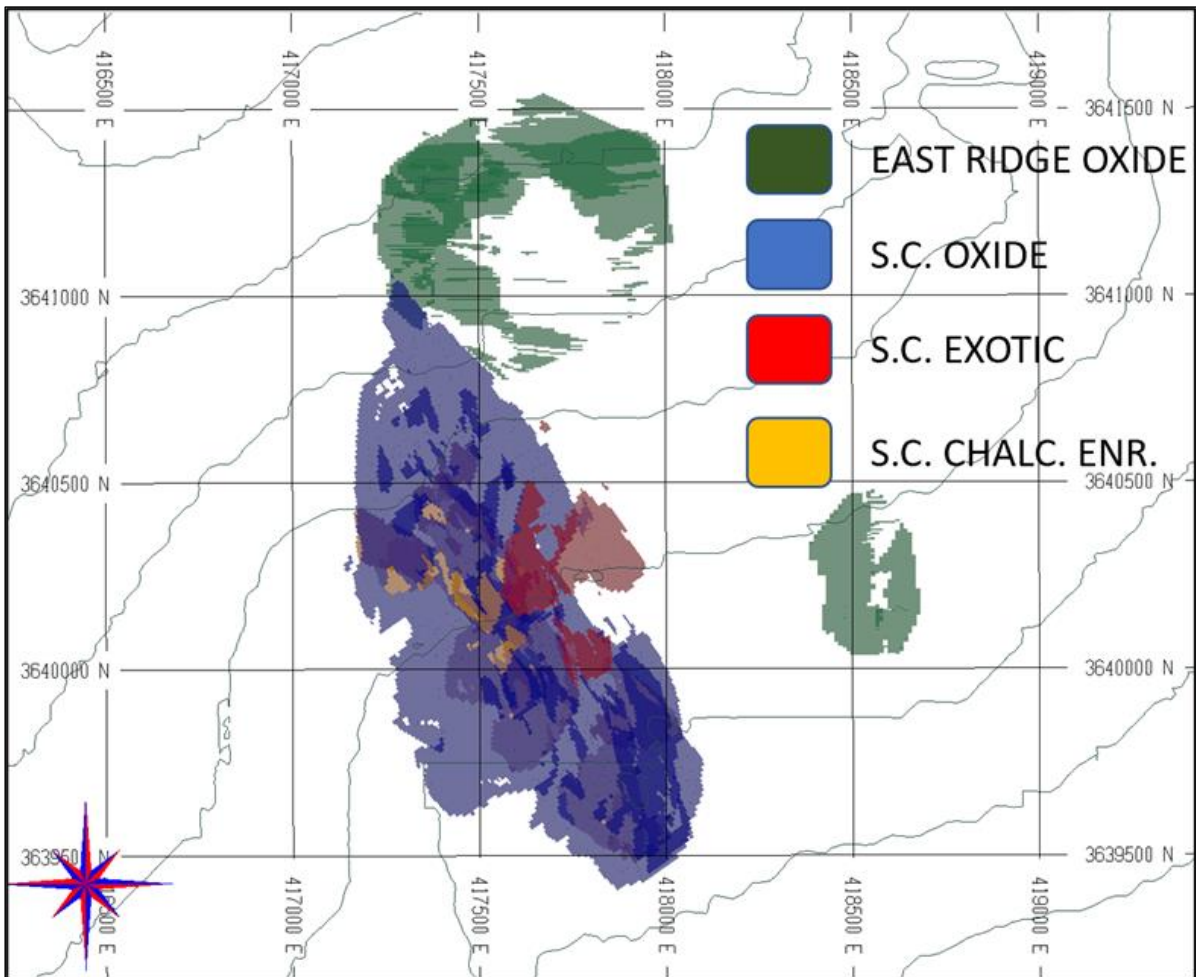 416500 E
417000 E
417500 E
418000 E
418500 E
419000 E
3641500 N
EAST RIDGE OXIDE
S.C. OXIDE
3641000 N
3641000 N
S.C. EXOTIC
S.C. CHALC. ENR.
3640500 N
3640500 N
3640000 N
3640000 N
3639500 N
3639500 N
417000 E
417500 E
418000 E
418500 E
419000 E